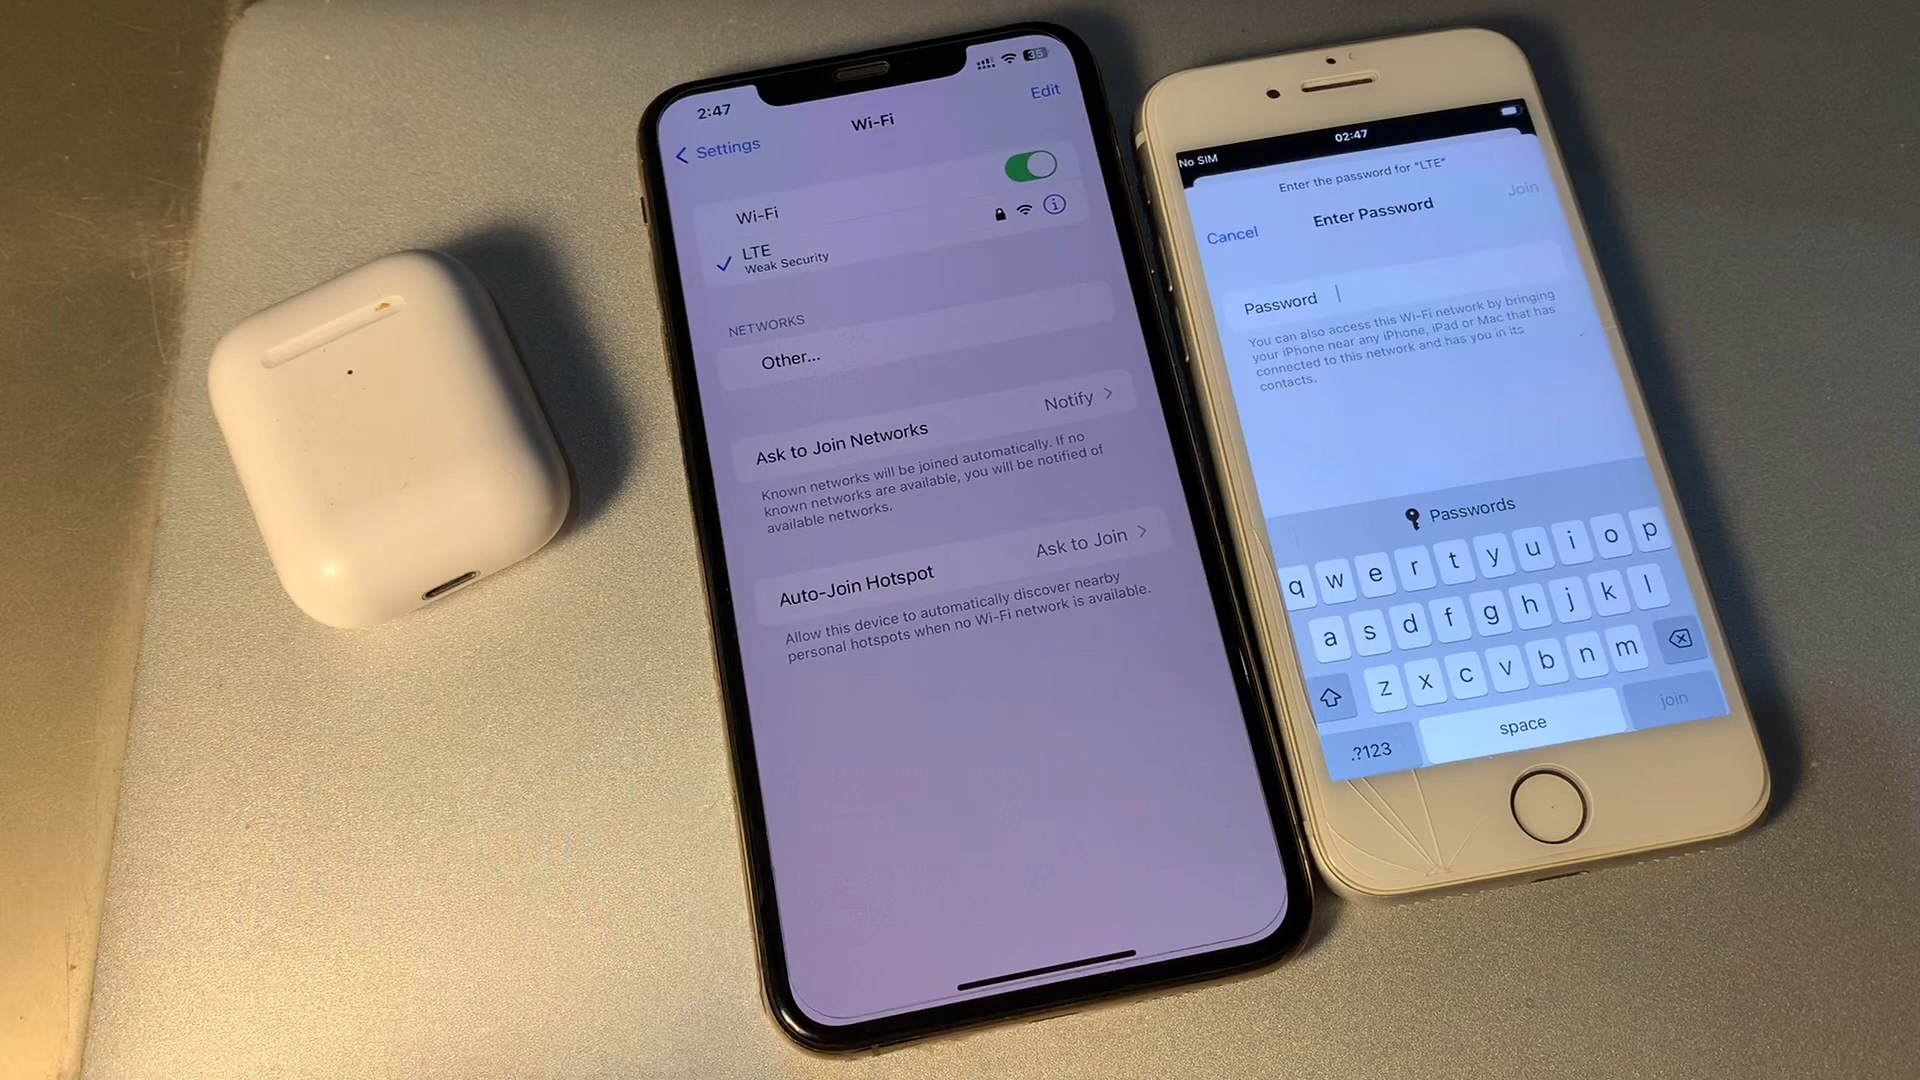 2:47
35
Settings
Wi-Fi
Edit
Wi-Fi
LTE
Weak Security
NETWORKS
Other...
Ask to Join Networks
Notify
Known networks will be joined automatically. If no
known networks are available, you will be notified of
available networks.
Auto-Join Hotspot
Ask to Join
Allow this device to automatically discover nearby
personal hotspots when no Wi-Fi network is available.
No SIM
02:47
Enter the password for “LTE”
Cancel
Enter Password
Join
Password
You can also access this Wi-Fi network by bringing
your iPhone near any iPhone, iPad or Mac that has
connected to this network and has you in its
contacts.
Passwords
q w e r t y u i o p
a s d f g h j k l
z x c v b n m
.?123
space
join